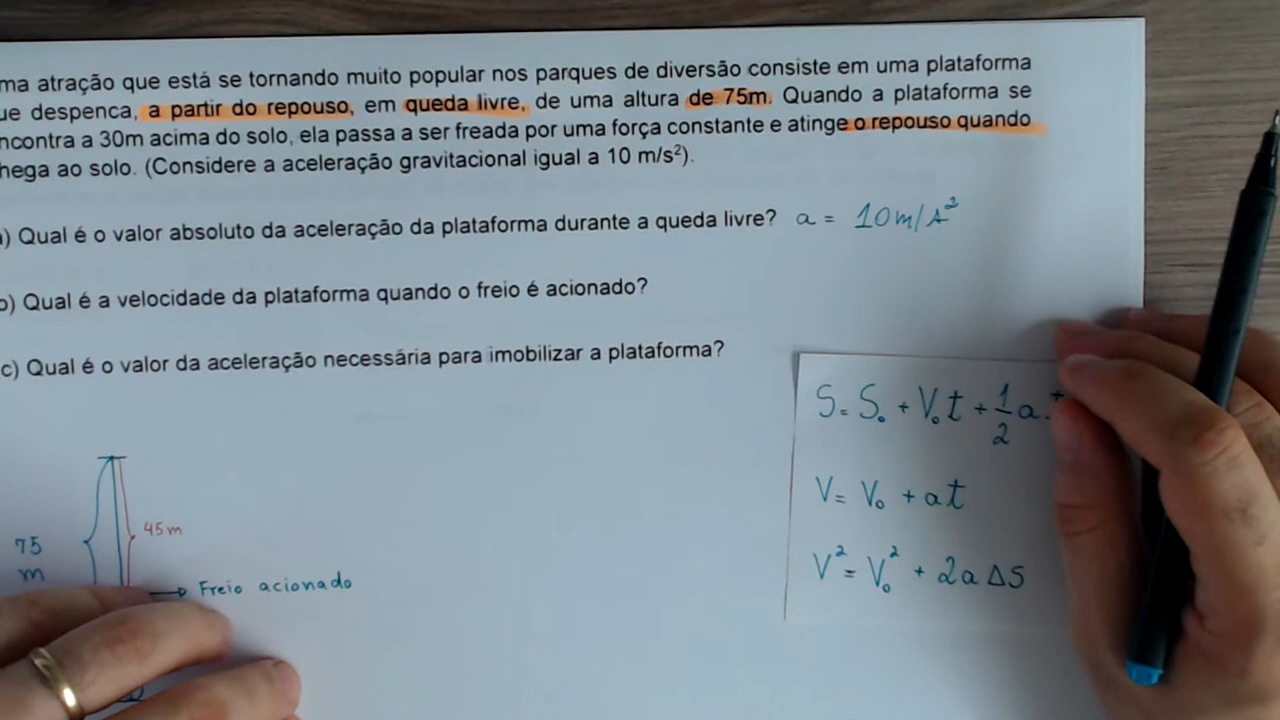 ma atração que está se tornando muito popular nos parques de diversão consiste em uma plataforma
ue despenca, a partir do repouso, em queda livre, de uma altura de 75m. Quando a plataforma se
ncontra a 30m acima do solo, ela passa a ser freada por uma força constante e atinge o repouso quando
hega ao solo. (Considere a aceleração gravitacional igual a 10 m/s²).
) Qual é o valor absoluto da aceleração da plataforma durante a queda livre? a = 10m/s²
b) Qual é a velocidade da plataforma quando o freio é acionado?
c) Qual é o valor da aceleração necessária para imobilizar a plataforma?
S = S₀ + V₀t + 1/2 a.t
V = V₀ + at
V² = V₀² + 2a ΔS
45m
75
m
→ Freio acionado